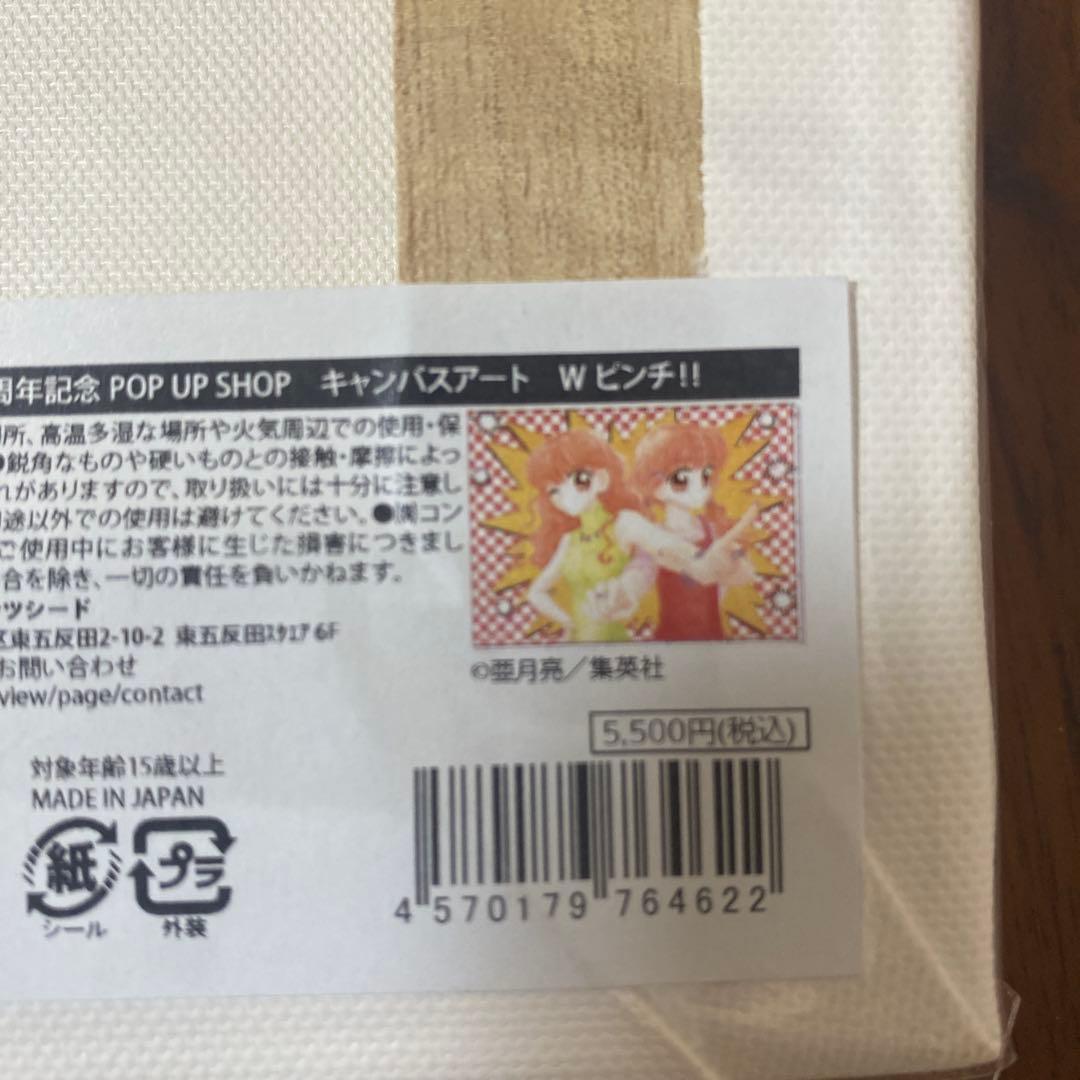 周年記念 POP UP SHOP　キャンバスアート　W ピンチ!!
所、高温多湿な場所や火気周辺での使用・保
●鋭角なものや硬いものとの接触・摩擦によっ
れがありますので、取り扱いには十分に注意し
途以外での使用は避けてください。●㈱コン
ご使用中にお客様に生じた損害につきまし
合を除き、一切の責任を負いかねます。
ツシード
区東五反田2-10-2 東五反田ｽｸｴｱ 6F
お問い合わせ
view/page/contact
©亜月亮／集英社
5,500円(税込)
対象年齢15歳以上
MADE IN JAPAN
紙
シール
プラ
外装
4 570179 764622